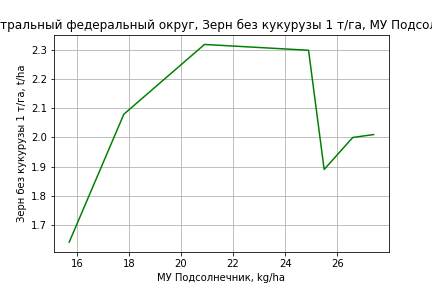 тральный федеральный округ, Зерн без кукурузы 1 т/га, МУ Подсол
2.3
2.2
2.1
2.0
1.9
1.8
1.7
Зерн без кукурузы 1 т/га, t/ha
16 18 20 22 24 26
МУ Подсолнечник, kg/ha